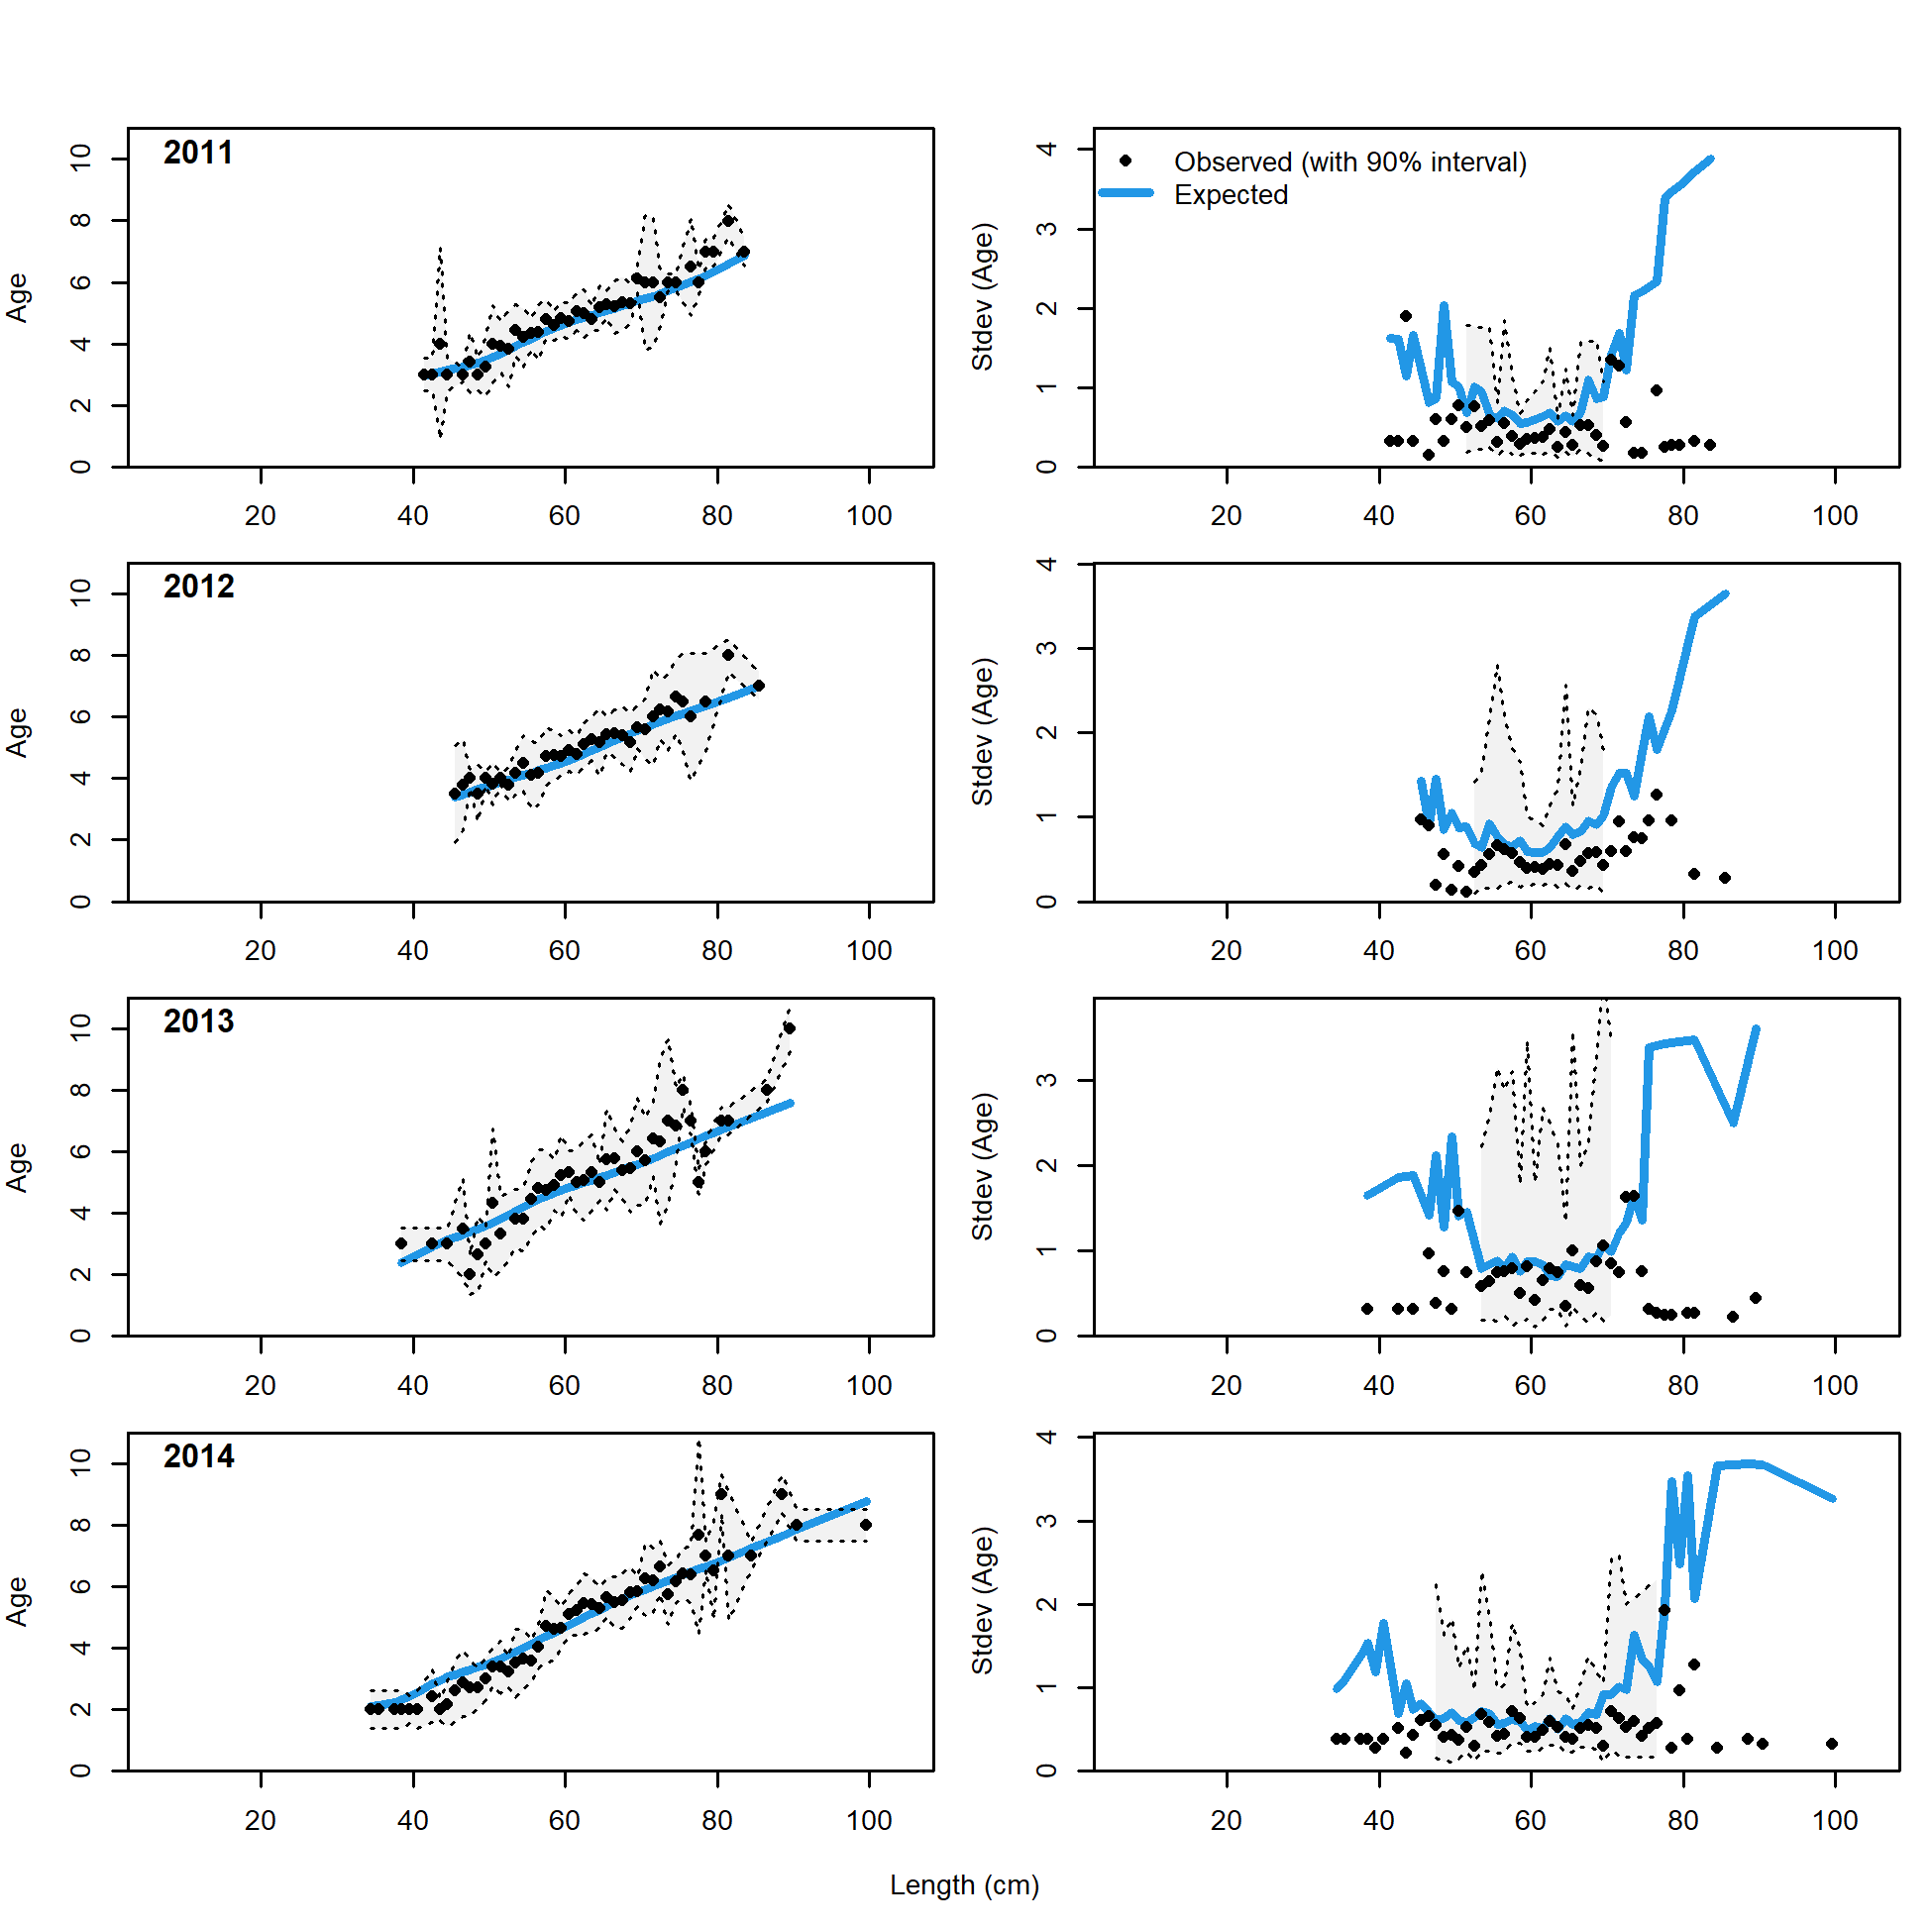 2011
Age
0 2 4 6 8 10
20 40 60 80 100
Observed (with 90% interval)
Expected
Stdev (Age)
0 1 2 3 4
20 40 60 80 100
2012
Age
0 2 4 6 8 10
20 40 60 80 100
Stdev (Age)
0 1 2 3 4
20 40 60 80 100
2013
Age
0 2 4 6 8 10
20 40 60 80 100
Stdev (Age)
0 1 2 3
20 40 60 80 100
2014
Age
0 2 4 6 8 10
20 40 60 80 100
Stdev (Age)
0 1 2 3 4
20 40 60 80 100
Length (cm)